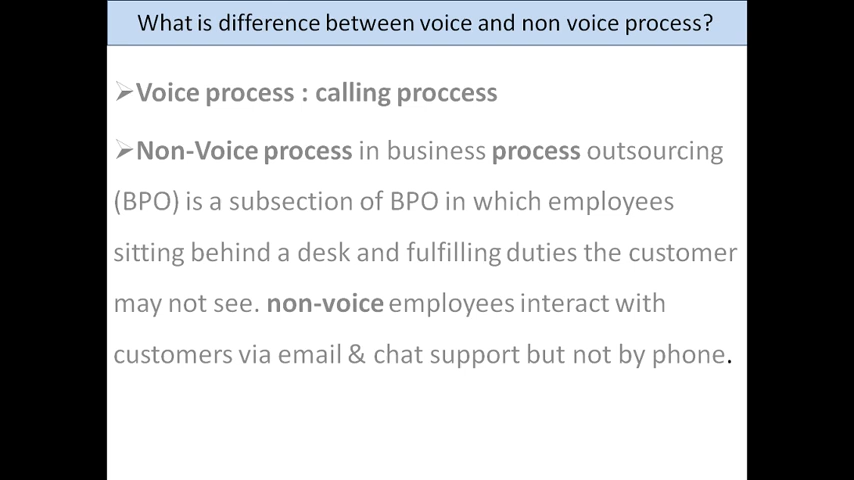 What is difference between voice and non voice process?
➢Voice process : calling proccess
➢Non-Voice process in business process outsourcing
(BPO) is a subsection of BPO in which employees
sitting behind a desk and fulfilling duties the customer
may not see. non-voice employees interact with
customers via email & chat support but not by phone.